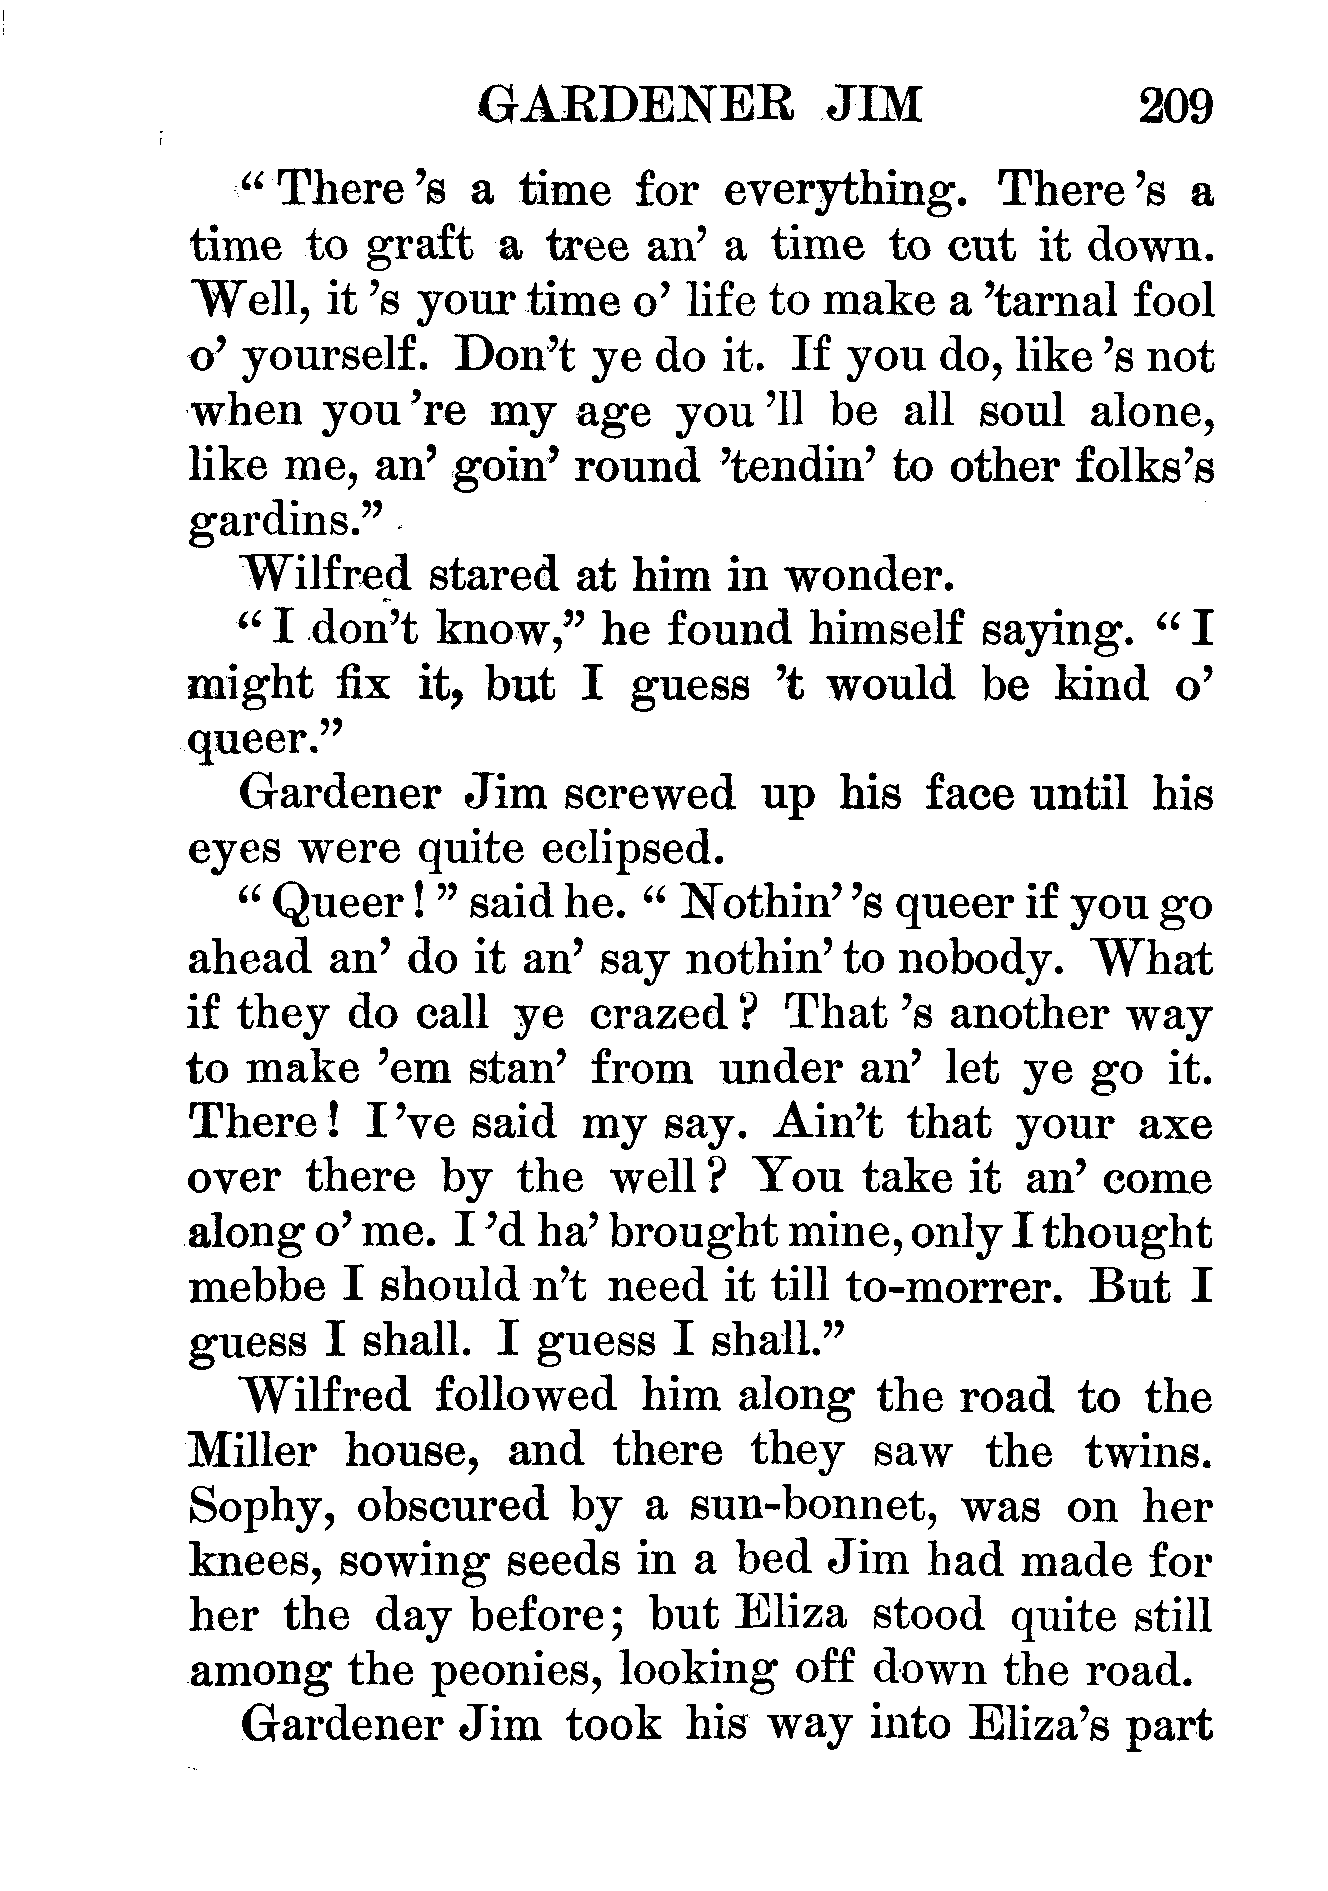 GARDENER JIM 209
“There’s a time for everything. There’s a
time to graft a tree an’ a time to cut it down.
Well, it’s your time o’ life to make a ’tarnal fool
o’ yourself. Don’t ye do it. If you do, like’s not
when you’re my age you’ll be all soul alone,
like me, an’ goin’ round ’tendin’ to other folks’s
gardins.”
Wilfred stared at him in wonder.
“I don’t know,” he found himself saying. “I
might fix it, but I guess ’t would be kind o’
queer.”
Gardener Jim screwed up his face until his
eyes were quite eclipsed.
“Queer!” said he. “Nothin’’s queer if you go
ahead an’ do it an’ say nothin’ to nobody. What
if they do call ye crazed? That’s another way
to make ’em stan’ from under an’ let ye go it.
There! I’ve said my say. Ain’t that your axe
over there by the well? You take it an’ come
along o’ me. I’d ha’ brought mine, only I thought
mebbe I should n’t need it till to-morrer. But I
guess I shall. I guess I shall.”
Wilfred followed him along the road to the
Miller house, and there they saw the twins.
Sophy, obscured by a sun-bonnet, was on her
knees, sowing seeds in a bed Jim had made for
her the day before; but Eliza stood quite still
among the peonies, looking off down the road.
Gardener Jim took his way into Eliza’s part